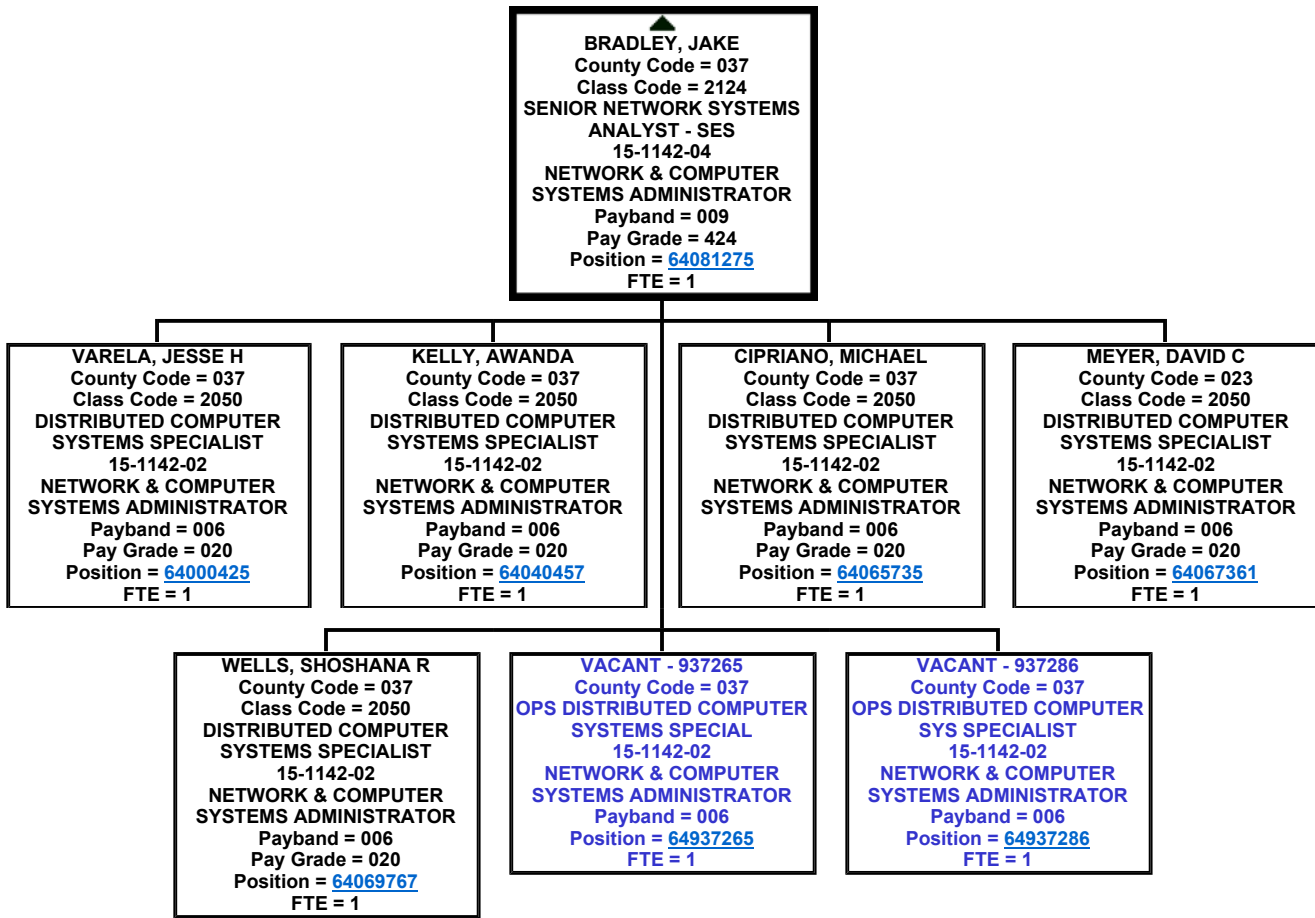 BRADLEY, JAKE
County Code = 037
Class Code = 2124
SENIOR NETWORK SYSTEMS
ANALYST - SES
15-1142-04
NETWORK & COMPUTER
SYSTEMS ADMINISTRATOR
Payband = 009
Pay Grade = 424
Position = 64081275
FTE = 1
VARELA, JESSE H
County Code = 037
Class Code = 2050
DISTRIBUTED COMPUTER
SYSTEMS SPECIALIST
15-1142-02
NETWORK & COMPUTER
SYSTEMS ADMINISTRATOR
Payband = 006
Pay Grade = 020
Position = 64000425
FTE = 1
KELLY, AWANDA
County Code = 037
Class Code = 2050
DISTRIBUTED COMPUTER
SYSTEMS SPECIALIST
15-1142-02
NETWORK & COMPUTER
SYSTEMS ADMINISTRATOR
Payband = 006
Pay Grade = 020
Position = 64040457
FTE = 1
CIPRIANO, MICHAEL
County Code = 037
Class Code = 2050
DISTRIBUTED COMPUTER
SYSTEMS SPECIALIST
15-1142-02
NETWORK & COMPUTER
SYSTEMS ADMINISTRATOR
Payband = 006
Pay Grade = 020
Position = 64065735
FTE = 1
MEYER, DAVID C
County Code = 023
Class Code = 2050
DISTRIBUTED COMPUTER
SYSTEMS SPECIALIST
15-1142-02
NETWORK & COMPUTER
SYSTEMS ADMINISTRATOR
Payband = 006
Pay Grade = 020
Position = 64067361
FTE = 1
WELLS, SHOSHANA R
County Code = 037
Class Code = 2050
DISTRIBUTED COMPUTER
SYSTEMS SPECIALIST
15-1142-02
NETWORK & COMPUTER
SYSTEMS ADMINISTRATOR
Payband = 006
Pay Grade = 020
Position = 64069767
FTE = 1
VACANT - 937265
County Code = 037
OPS DISTRIBUTED COMPUTER
SYSTEMS SPECIAL
15-1142-02
NETWORK & COMPUTER
SYSTEMS ADMINISTRATOR
Payband = 006
Position = 64937265
FTE = 1
VACANT - 937286
County Code = 037
OPS DISTRIBUTED COMPUTER
SYS SPECIALIST
15-1142-02
NETWORK & COMPUTER
SYSTEMS ADMINISTRATOR
Payband = 006
Position = 64937286
FTE = 1